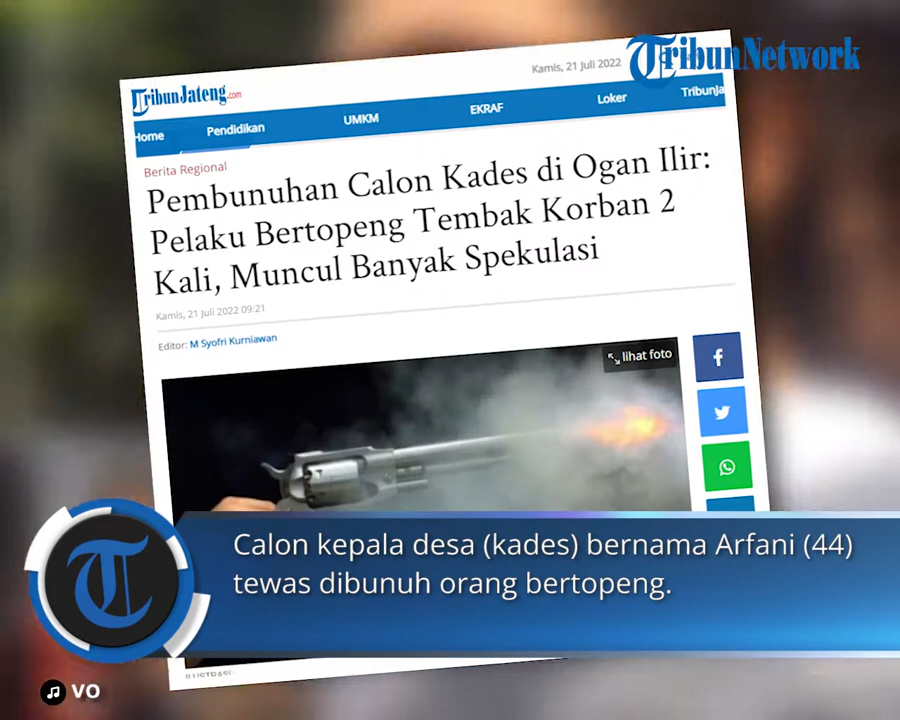 TribunNetwork
TribunJateng.com
Kamis, 21 Juli 2022
Home Pendidikan UMKM EKRAF Loker TribunJa
Berita Regional
Pembunuhan Calon Kades di Ogan Ilir:
Pelaku Bertopeng Tembak Korban 2
Kali, Muncul Banyak Spekulasi
Kamis, 21 Juli 2022 09:21
Editor: M Syofri Kurniawan
lihat foto
Calon kepala desa (kades) bernama Arfani (44)
tewas dibunuh orang bertopeng.
VO